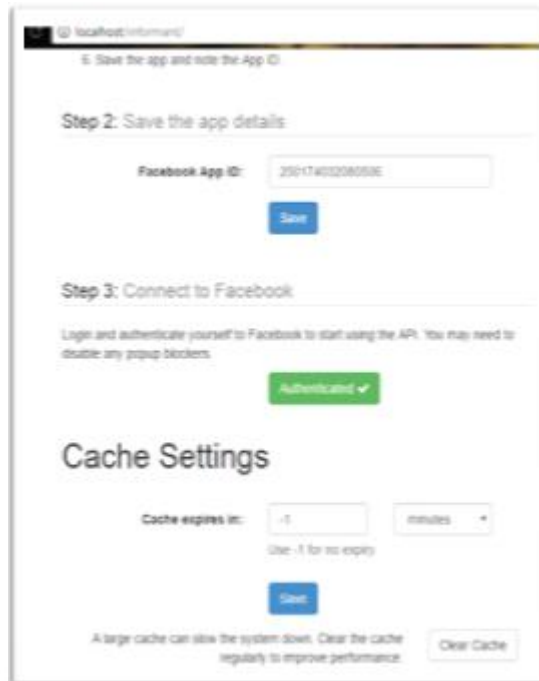 localhost/informant/
6. Save the app and note the App ID.
Step 2: Save the app details
Facebook App ID:
Save
Step 3: Connect to Facebook
Login and authenticate yourself to Facebook to start using the API. You may need to
disable any popup blockers.
Authenticated ✔
Cache Settings
Cache expires in: -1 minutes
Use -1 for no expiry
Save
A large cache can slow the system down. Clear the cache
regularly to improve performance.
Clear Cache